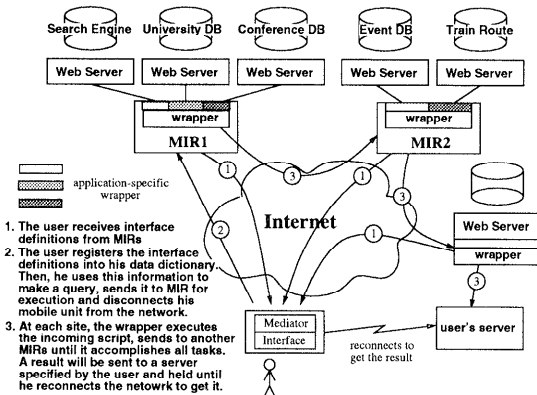 Search Engine University DB Conference DB Event DB Train Route
Web Server Web Server Web Server Web Server Web Server
wrapper wrapper
MIR1 MIR2
1 3 1 3
application-specific
wrapper
Internet
2 1
Web Server
wrapper
3
1. The user receives interface
definitions from MIRs
2. The user registers the interface
definitions into his data dictionary.
Then, he uses this information to
make a query, sends it to MIR for
execution and disconnects his
mobile unit from the network.
3. At each site, the wrapper executes
the incoming script, sends to another
MIRs until it accomplishes all tasks.
A result will be sent to a server
specified by the user and held until
he reconnects the netowrk to get it.
Mediator
Interface
user's server
reconnects to
get the result